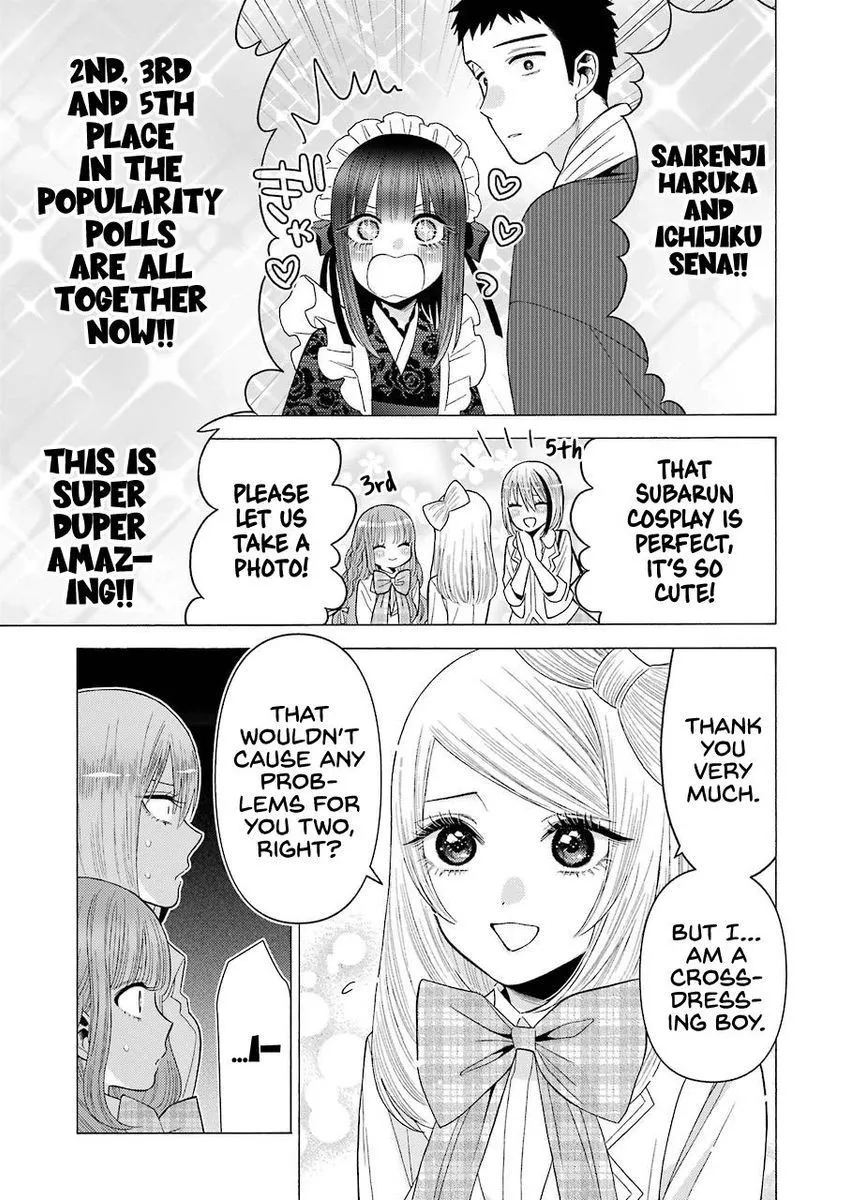 SAIRENJI
HARUKA
AND
ICHIJIKU
SENA!!
2ND, 3RD
AND 5TH
PLACE
IN THE
POPULARITY
POLLS
ARE ALL
TOGETHER
NOW!!
THAT
SUBARUN
COSPLAY IS
PERFECT,
IT'S SO
CUTE!
5th
3rd
PLEASE
LET US
TAKE A
PHOTO!
THIS IS
SUPER
DUPER
AMAZ-
ING!!
THANK
YOU
VERY
MUCH.
BUT I...
AM A
CROSS-
DRESS-
ING BOY.
THAT
WOULDN'T
CAUSE ANY
PROB-
LEMS FOR
YOU TWO,
RIGHT?